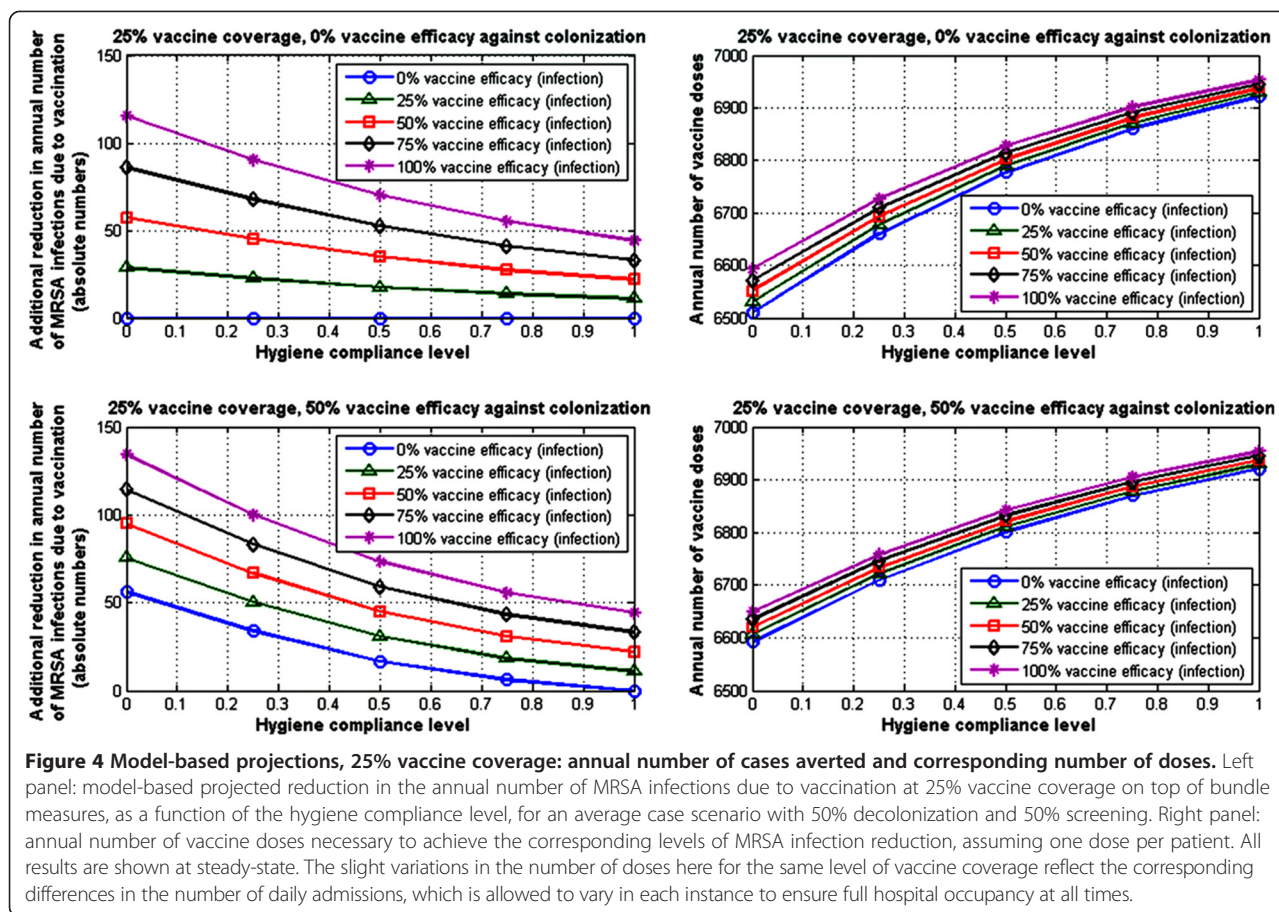 25% vaccine coverage, 0% vaccine efficacy against colonization
Additional reduction in annual number
of MRSA infections due to vaccination
(absolute numbers)
150
100
50
0
0% vaccine efficacy (infection)
25% vaccine efficacy (infection)
50% vaccine efficacy (infection)
75% vaccine efficacy (infection)
100% vaccine efficacy (infection)
0 0.1 0.2 0.3 0.4 0.5 0.6 0.7 0.8 0.9 1
Hygiene compliance level
25% vaccine coverage, 0% vaccine efficacy against colonization
Annual number of vaccine doses
7000
6900
6800
6700
6600
6500
0% vaccine efficacy (infection)
25% vaccine efficacy (infection)
50% vaccine efficacy (infection)
75% vaccine efficacy (infection)
100% vaccine efficacy (infection)
0 0.1 0.2 0.3 0.4 0.5 0.6 0.7 0.8 0.9 1
Hygiene compliance level
25% vaccine coverage, 50% vaccine efficacy against colonization
Additional reduction in annual number
of MRSA infections due to vaccination
(absolute numbers)
150
100
50
0
0% vaccine efficacy (infection)
25% vaccine efficacy (infection)
50% vaccine efficacy (infection)
75% vaccine efficacy (infection)
100% vaccine efficacy (infection)
0 0.1 0.2 0.3 0.4 0.5 0.6 0.7 0.8 0.9 1
Hygiene compliance level
25% vaccine coverage, 50% vaccine efficacy against colonization
Annual number of vaccine doses
7000
6900
6800
6700
6600
6500
0% vaccine efficacy (infection)
25% vaccine efficacy (infection)
50% vaccine efficacy (infection)
75% vaccine efficacy (infection)
100% vaccine efficacy (infection)
0 0.1 0.2 0.3 0.4 0.5 0.6 0.7 0.8 0.9 1
Hygiene compliance level
Figure 4 Model-based projections, 25% vaccine coverage: annual number of cases averted and corresponding number of doses. Left
panel: model-based projected reduction in the annual number of MRSA infections due to vaccination at 25% vaccine coverage on top of bundle
measures, as a function of the hygiene compliance level, for an average case scenario with 50% decolonization and 50% screening. Right panel:
annual number of vaccine doses necessary to achieve the corresponding levels of MRSA infection reduction, assuming one dose per patient. All
results are shown at steady-state. The slight variations in the number of doses here for the same level of vaccine coverage reflect the corresponding
differences in the number of daily admissions, which is allowed to vary in each instance to ensure full hospital occupancy at all times.